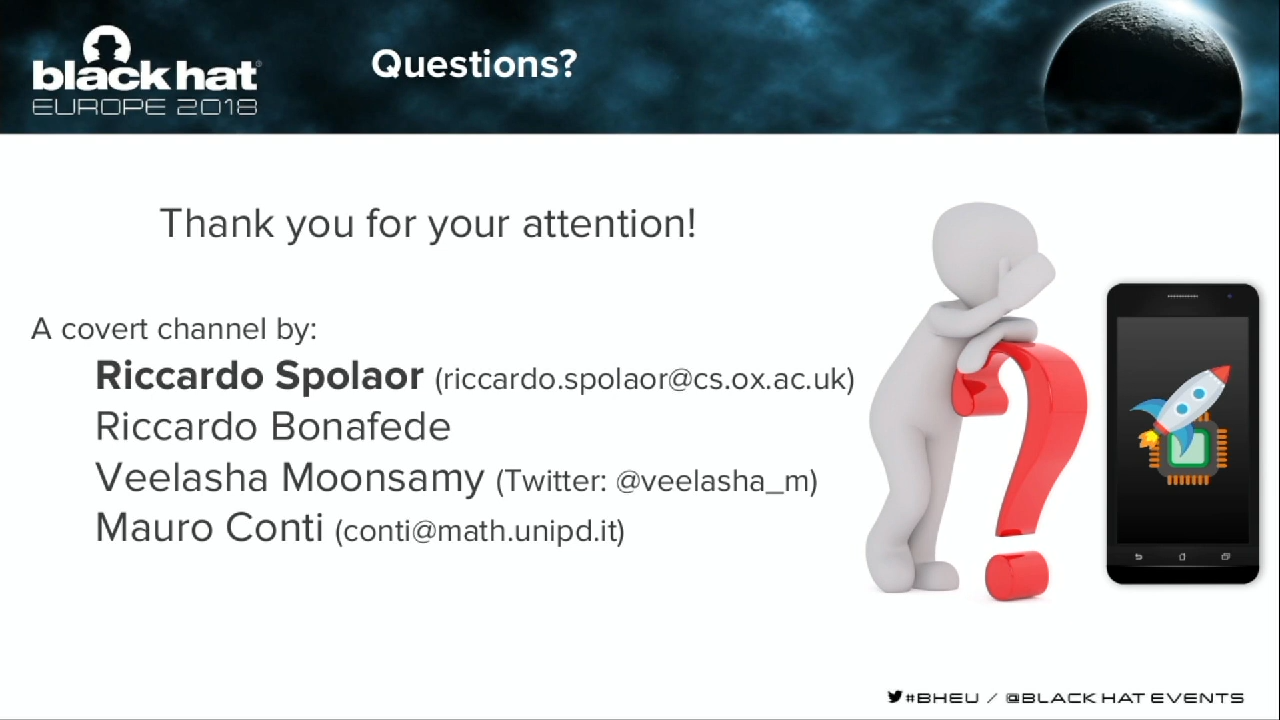 black hat®
EUROPE 2018
Questions?
Thank you for your attention!
A covert channel by:
Riccardo Spolaor (riccardo.spolaor@cs.ox.ac.uk)
Riccardo Bonafede
Veelasha Moonsamy (Twitter: @veelasha_m)
Mauro Conti (conti@math.unipd.it)
#BHEU / @BLACK HAT EVENTS